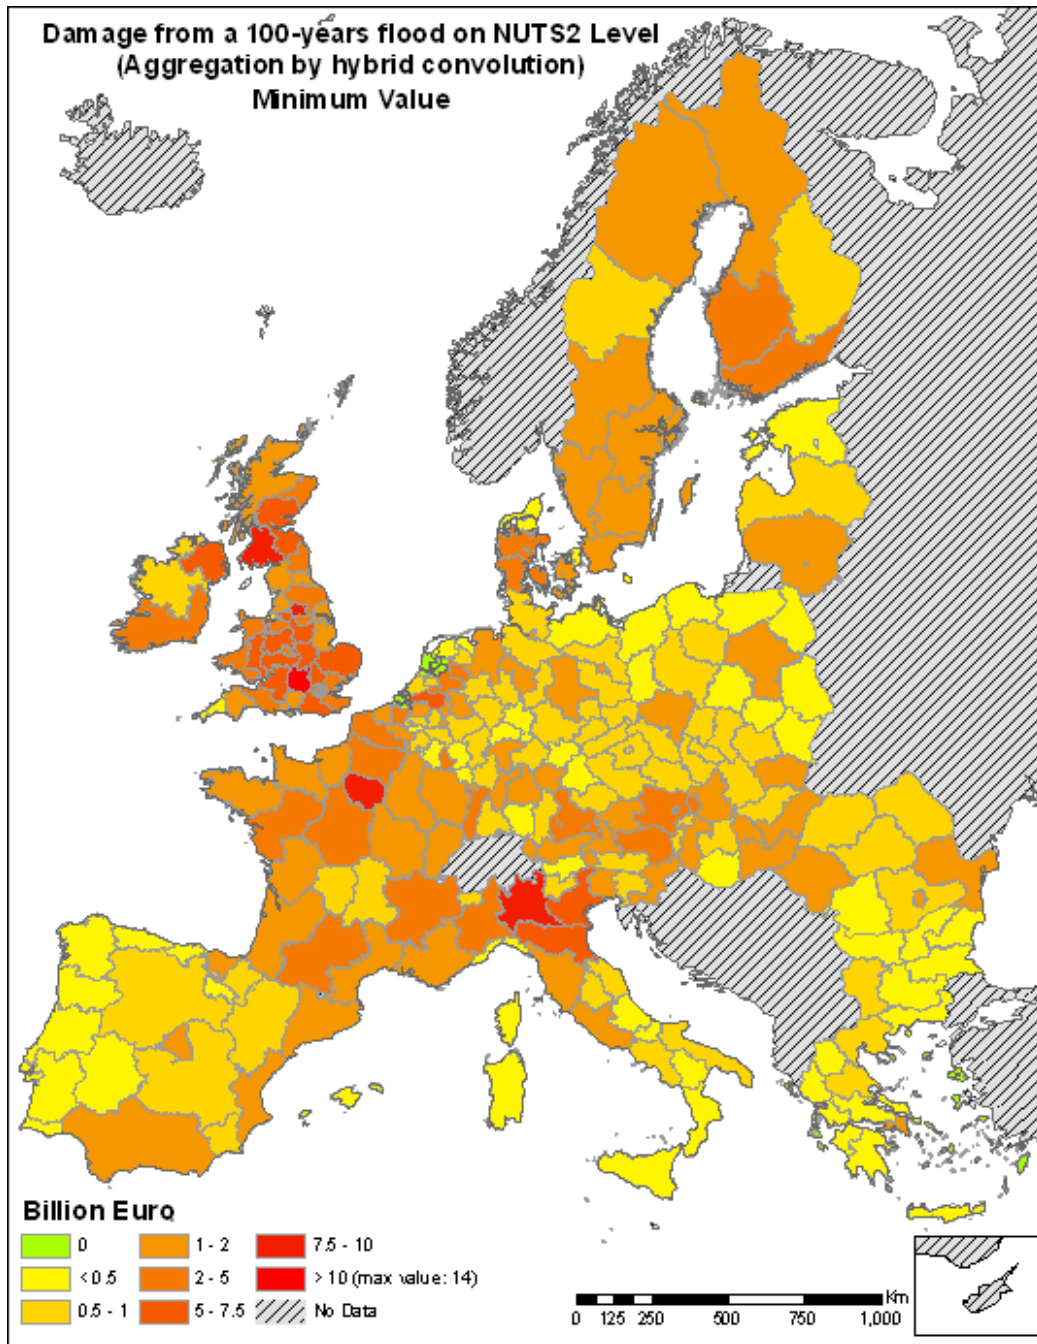 Damage from a 100-years flood on NUTS2 Level
(Aggregation by hybrid convolution)
Minimum Value
Billion Euro
0
1 - 2
7.5 - 10
< 0.5
2 - 5
> 10 (max value: 14)
0.5 - 1
5 - 7.5
No Data
Km
0 125 250 500 750 1,000